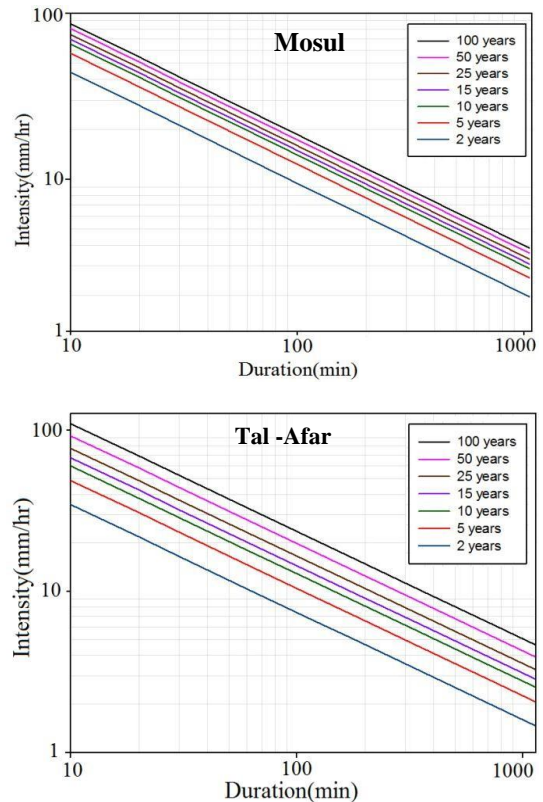 Mosul
100
10
1
Intensity(mm/hr)
100 years
50 years
25 years
15 years
10 years
5 years
2 years
10
100
1000
Duration(min)
Tal -Afar
100
10
1
Intensity(mm/hr)
100 years
50 years
25 years
15 years
10 years
5 years
2 years
10
100
1000
Duration(min)